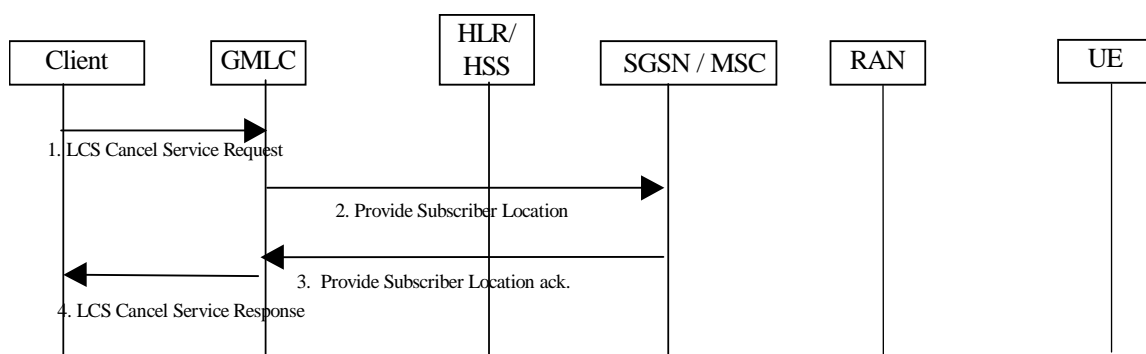 Client
GMLC
HLR/
HSS
SGSN / MSC
RAN
UE
1. LCS Cancel Service Request
2. Provide Subscriber Location
3. Provide Subscriber Location ack.
4. LCS Cancel Service Response